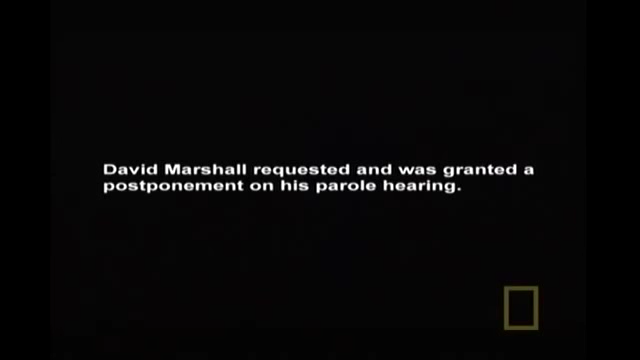 David Marshall requested and was granted a
postponement on his parole hearing.